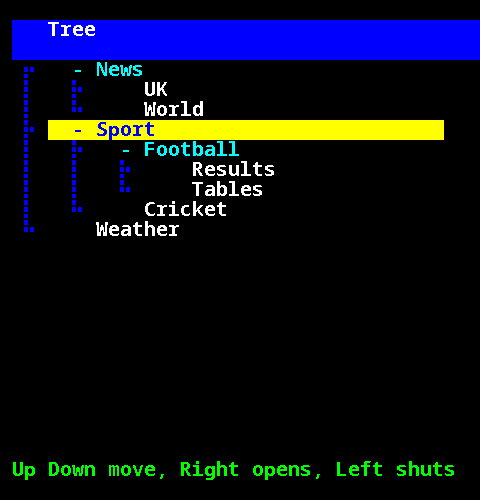 Tree
- News
UK
World
- Sport
- Football
Results
Tables
Cricket
Weather
Up Down move, Right opens, Left shuts